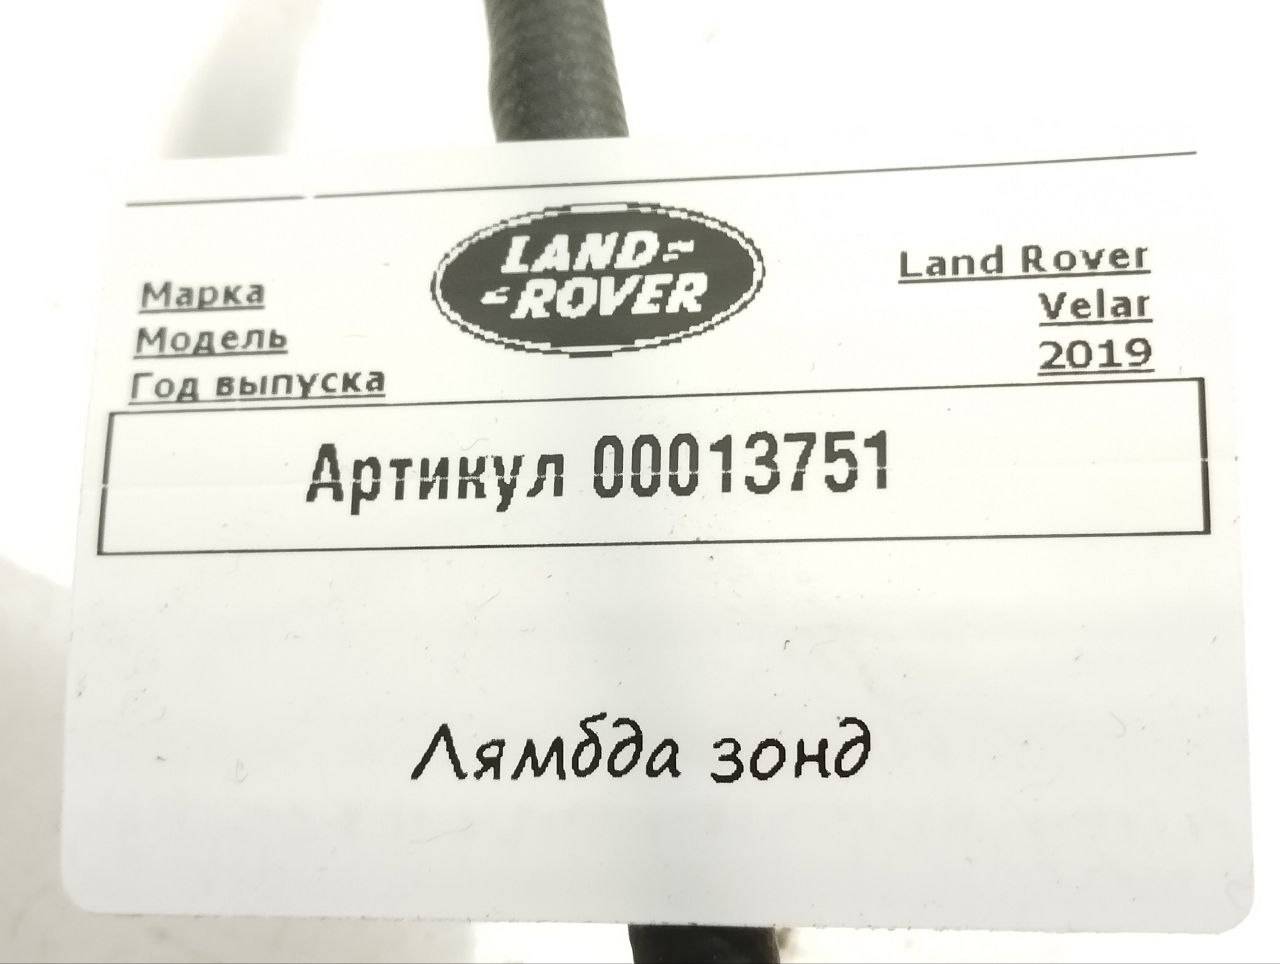 LAND
ROVER
Марка
Land Rover
Модель
Velar
Год выпуска
2019
Артикул 00013751
Лямбда зонд